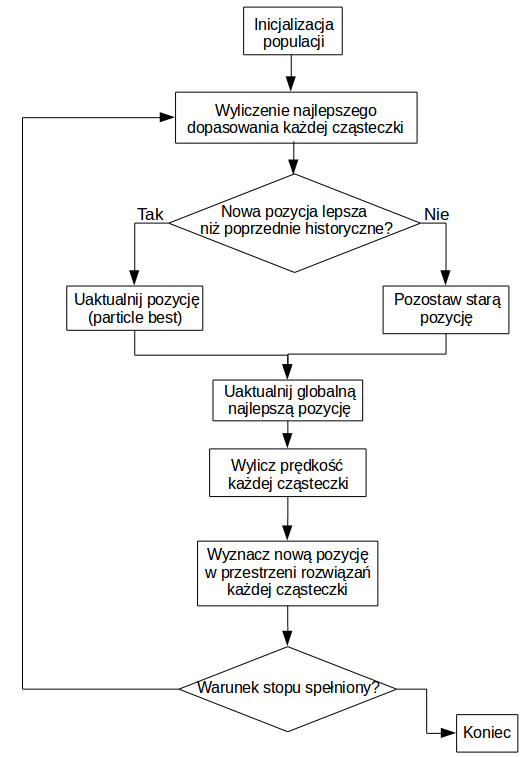 Inicjalizacja
populacji
Wyliczenie najlepszego
dopasowania każdej cząsteczki
Nowa pozycja lepsza
niż poprzednie historyczne?
Tak
Nie
Uaktualnij pozycję
(particle best)
Pozostaw starą
pozycję
Uaktualnij globalną
najlepszą pozycję
Wylicz prędkość
każdej cząsteczki
Wyznacz nową pozycję
w przestrzeni rozwiązań
każdej cząsteczki
Warunek stopu spełniony?
Koniec